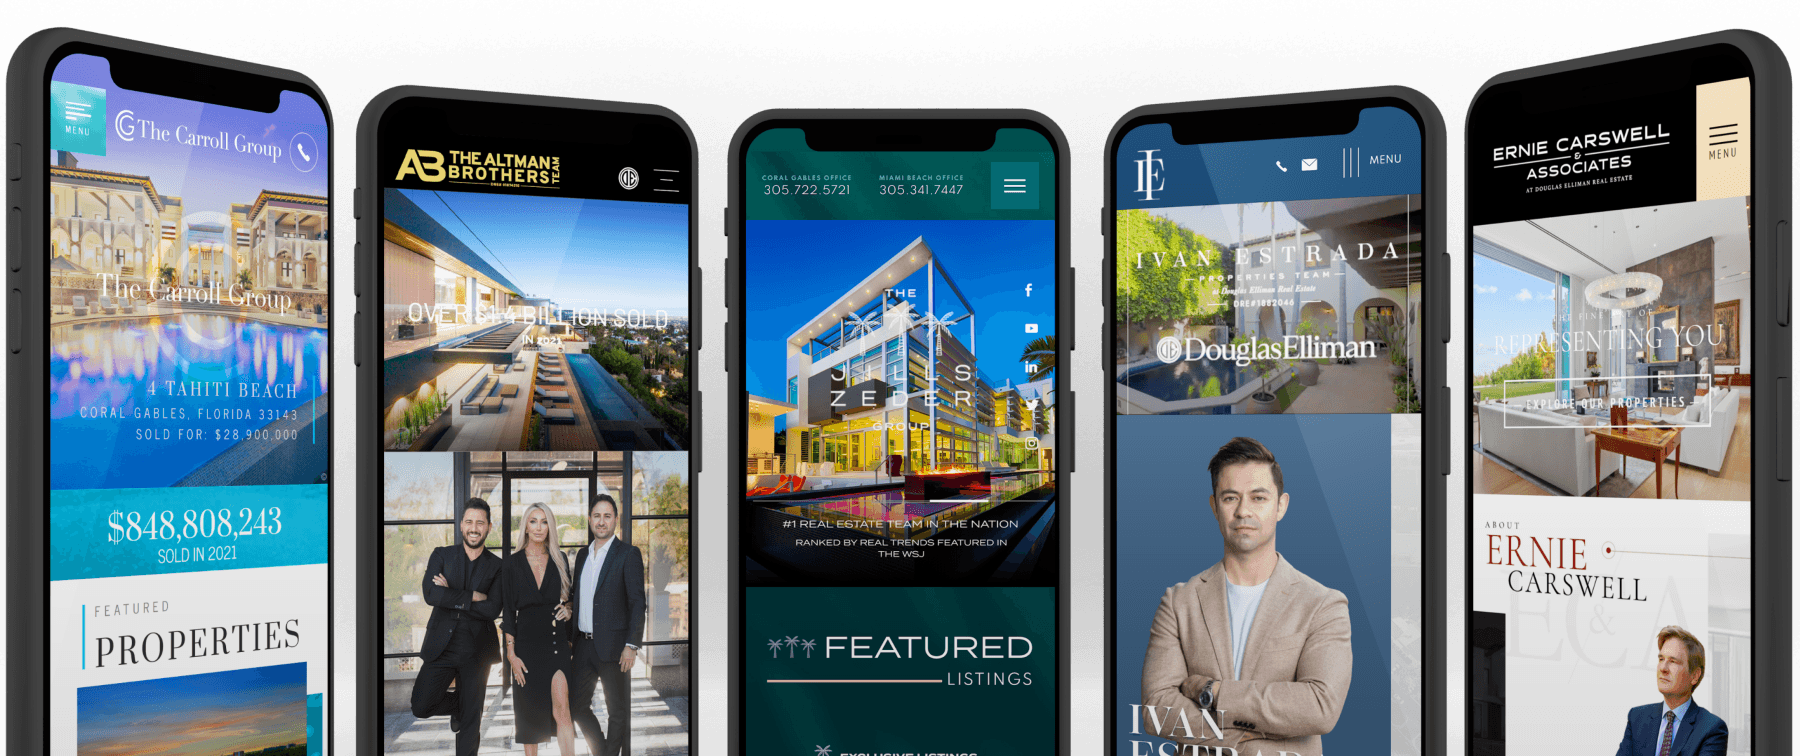 MENU
The Carroll Group
The Carroll Group
4 TAHITI BEACH
CORAL GABLES, FLORIDA 33143
SOLD FOR: $28,900,000
$848,808,243
SOLD IN 2021
FEATURED
PROPERTIES
AB THE ALTMAN
BROTHERS TEAM
OVER $1.4 BILLION SOLD
IN 2021
CORAL GABLES OFFICE
305.722.5721
MIAMI BEACH OFFICE
305.341.7447
THE
JILLS
ZEDER
GROUP
#1 REAL ESTATE TEAM IN THE NATION
RANKED BY REAL TRENDS FEATURED IN
THE WSJ
FEATURED
LISTINGS
EXCLUSIVE LISTINGS
IE
MENU
IVAN ESTRADA
PROPERTIES TEAM
at Douglas Elliman Real Estate
DRE#1882046
DouglasElliman
IVAN
ESTRADA
ERNIE CARSWELL
&
ASSOCIATES
AT DOUGLAS ELLIMAN REAL ESTATE
MENU
THE FINE ART OF
REPRESENTING YOU
EXPLORE OUR PROPERTIES
ABOUT
ERNIE
CARSWELL
EC&A